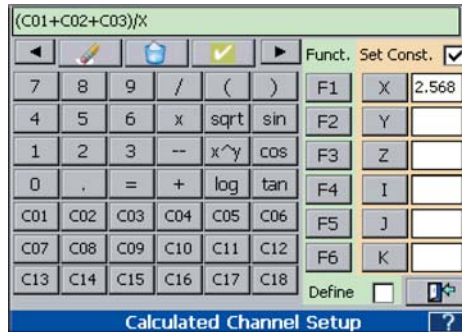 (C01+C02+C03)/X
Funct. Set Const.
7 8 9 / ( ) F1 X 2.568
4 5 6 x sqrt sin F2 Y
1 2 3 -- x^y cos F3 Z
0 . = + log tan F4 I
C01 C02 C03 C04 C05 C06 F5 J
C07 C08 C09 C10 C11 C12 F6 K
C13 C14 C15 C16 C17 C18 Define
Calculated Channel Setup ?